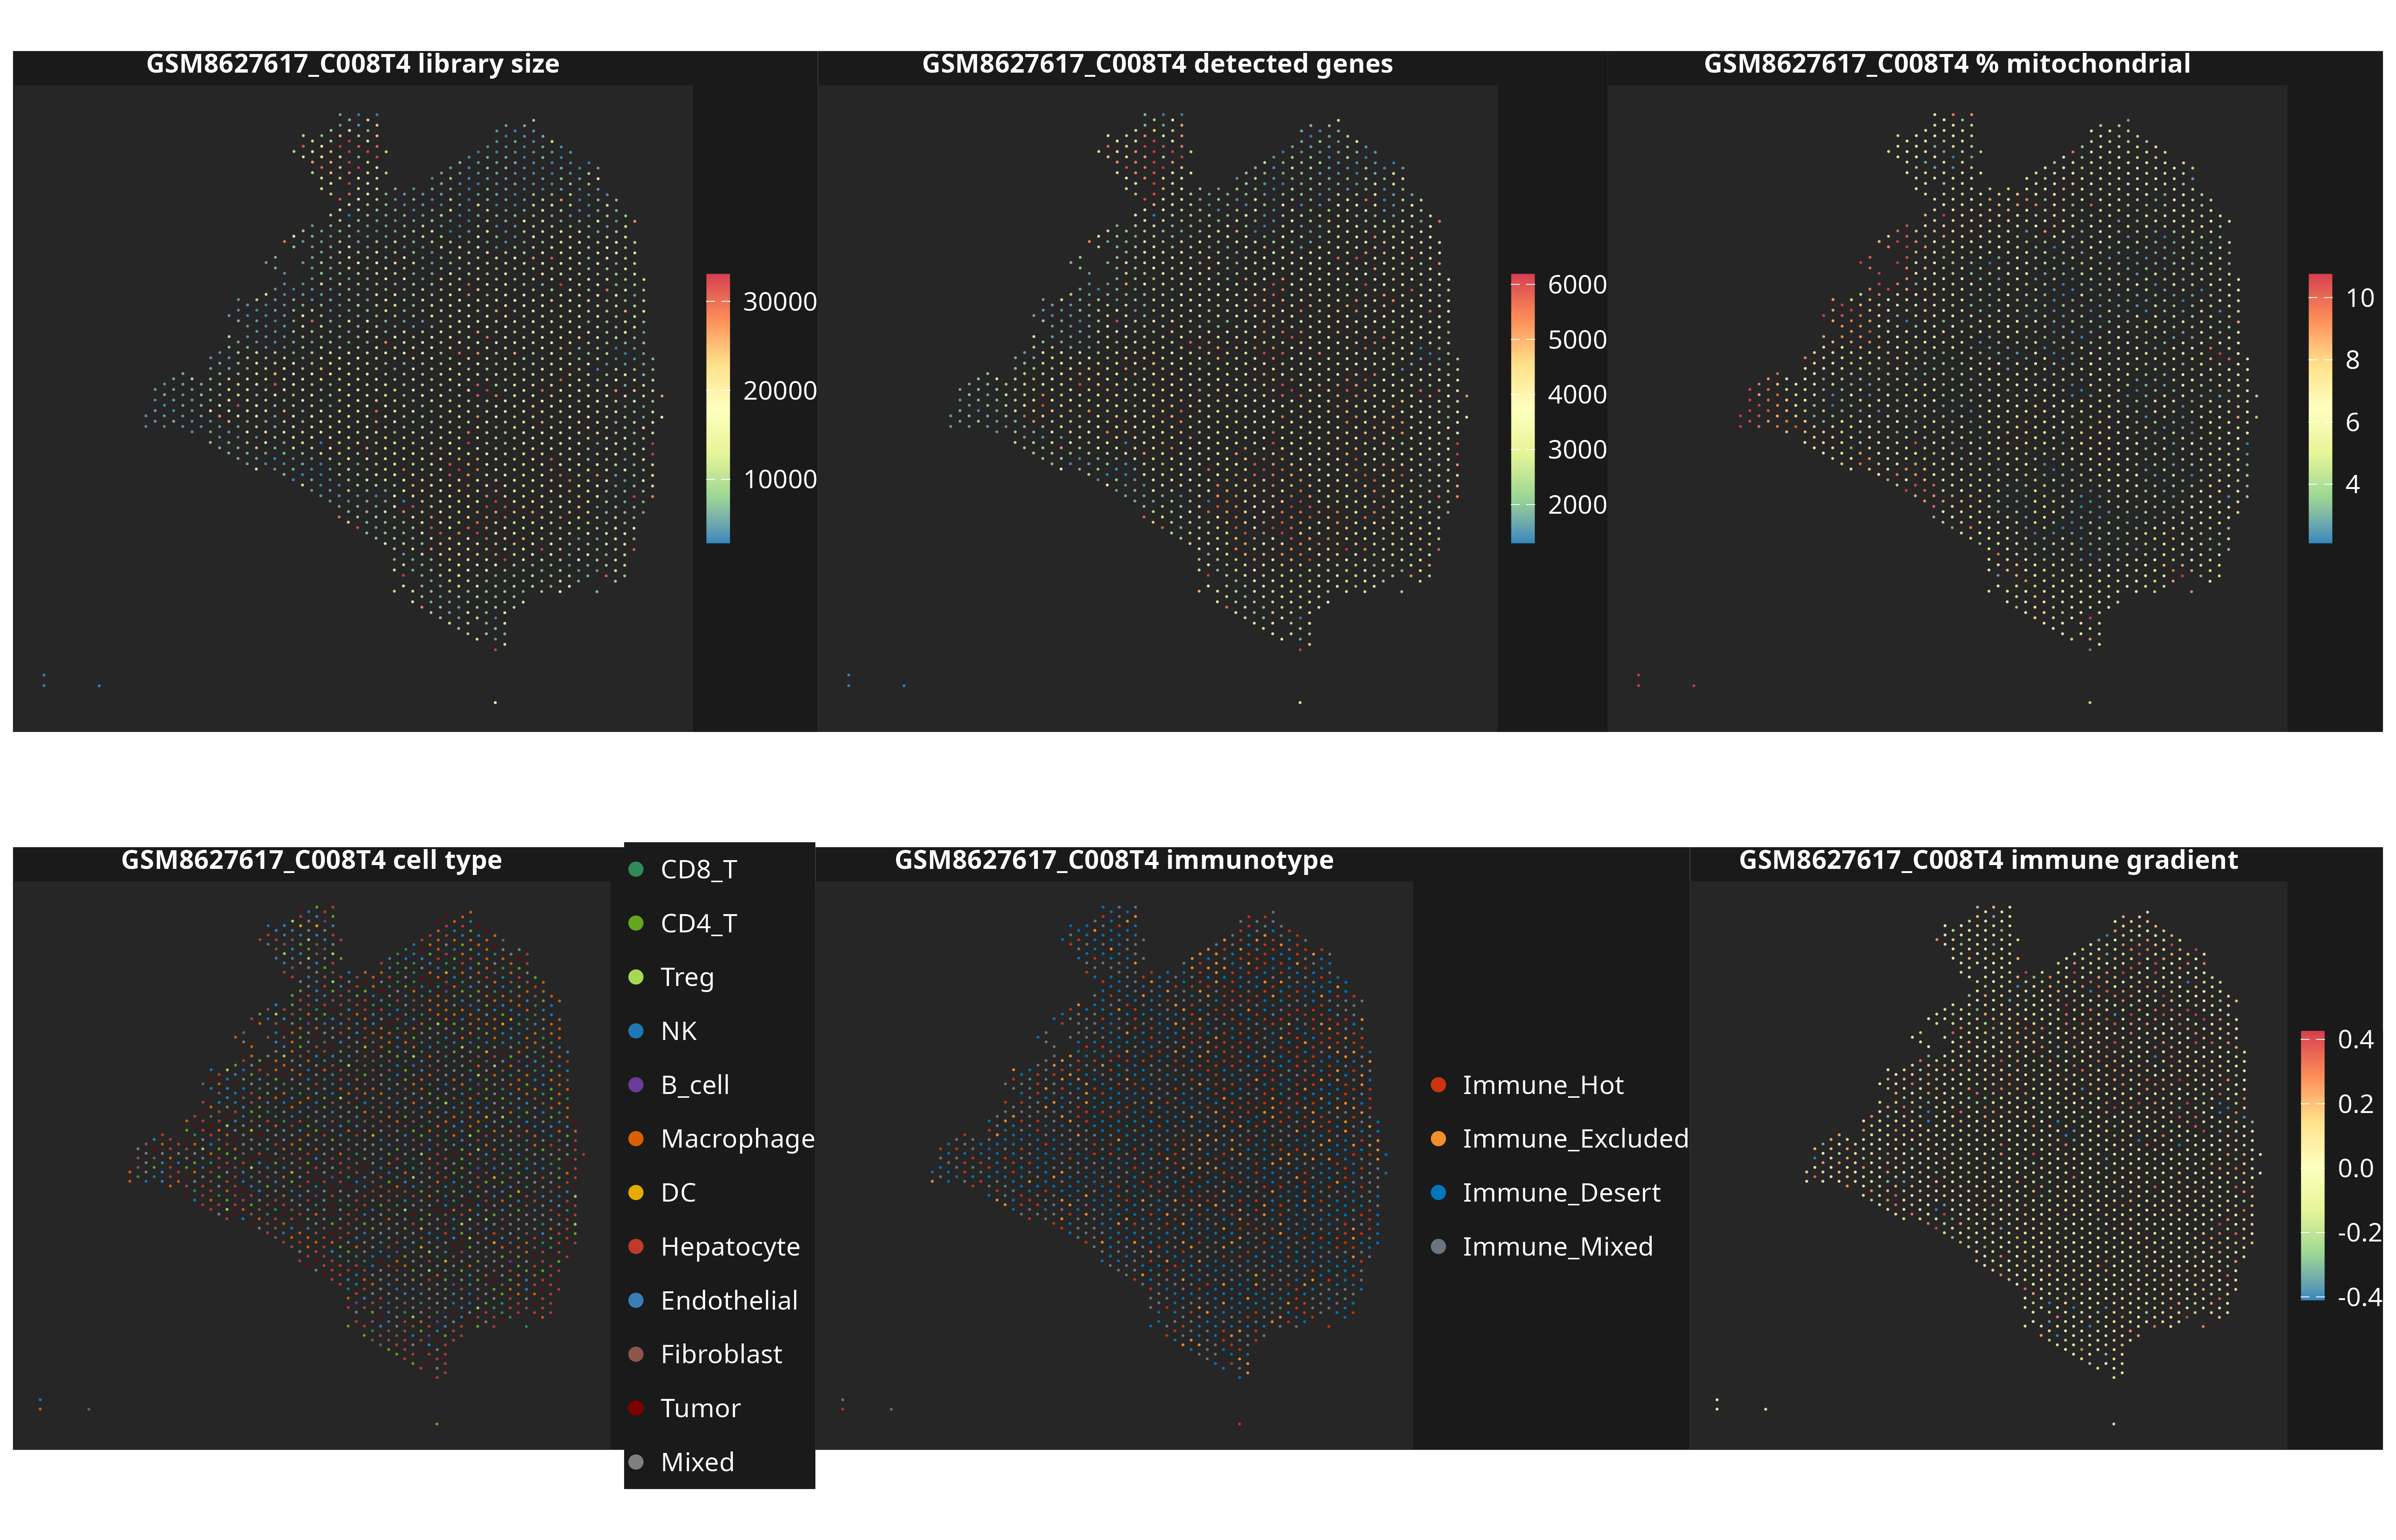 GSM8627617_C008T4 library size
30000
20000
10000
GSM8627617_C008T4 detected genes
6000
5000
4000
3000
2000
GSM8627617_C008T4 % mitochondrial
10
8
6
4
GSM8627617_C008T4 cell type
CD8_T
CD4_T
Treg
NK
B_cell
Macrophage
DC
Hepatocyte
Endothelial
Fibroblast
Tumor
Mixed
GSM8627617_C008T4 immunotype
Immune_Hot
Immune_Excluded
Immune_Desert
Immune_Mixed
GSM8627617_C008T4 immune gradient
0.4
0.2
0.0
-0.2
-0.4